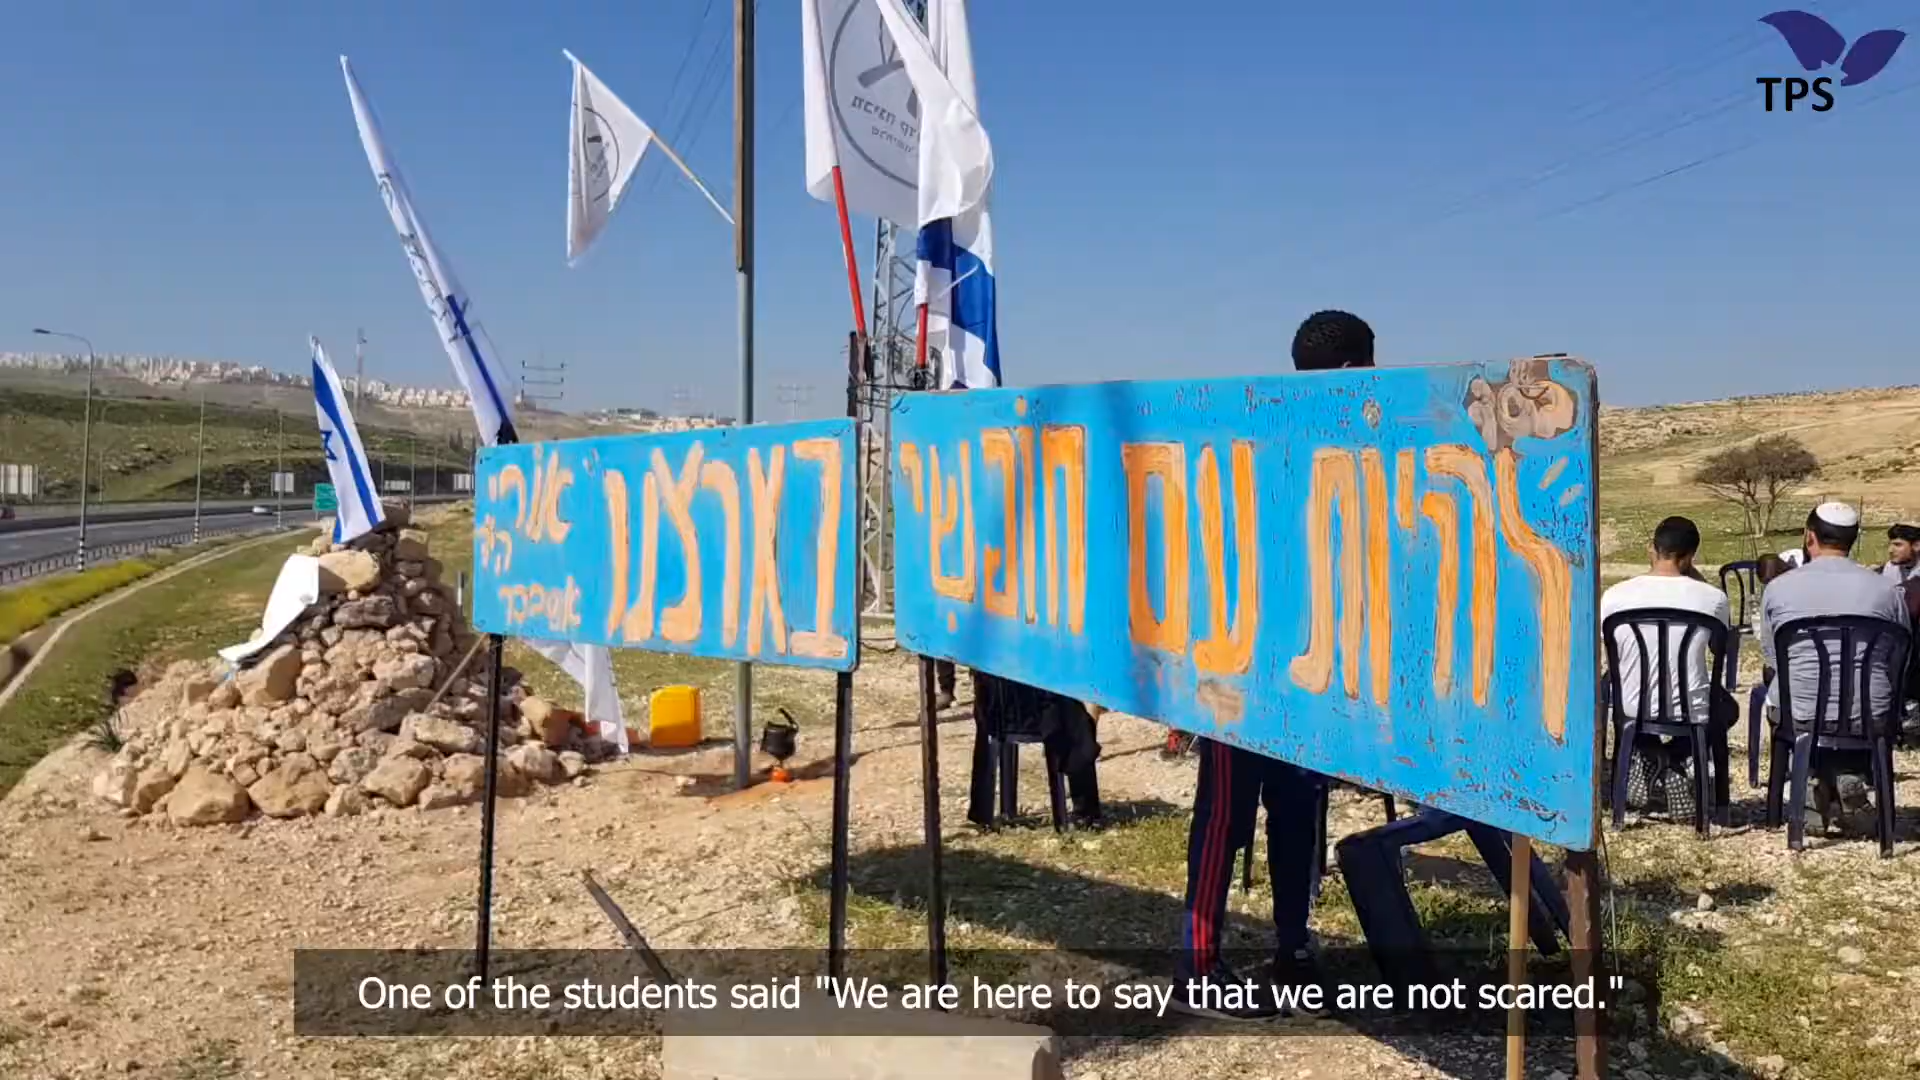 TPS
להיות עם חופשי
בארצנו
אורי
הי"ד
אנסבכר
One of the students said "We are here to say that we are not scared."